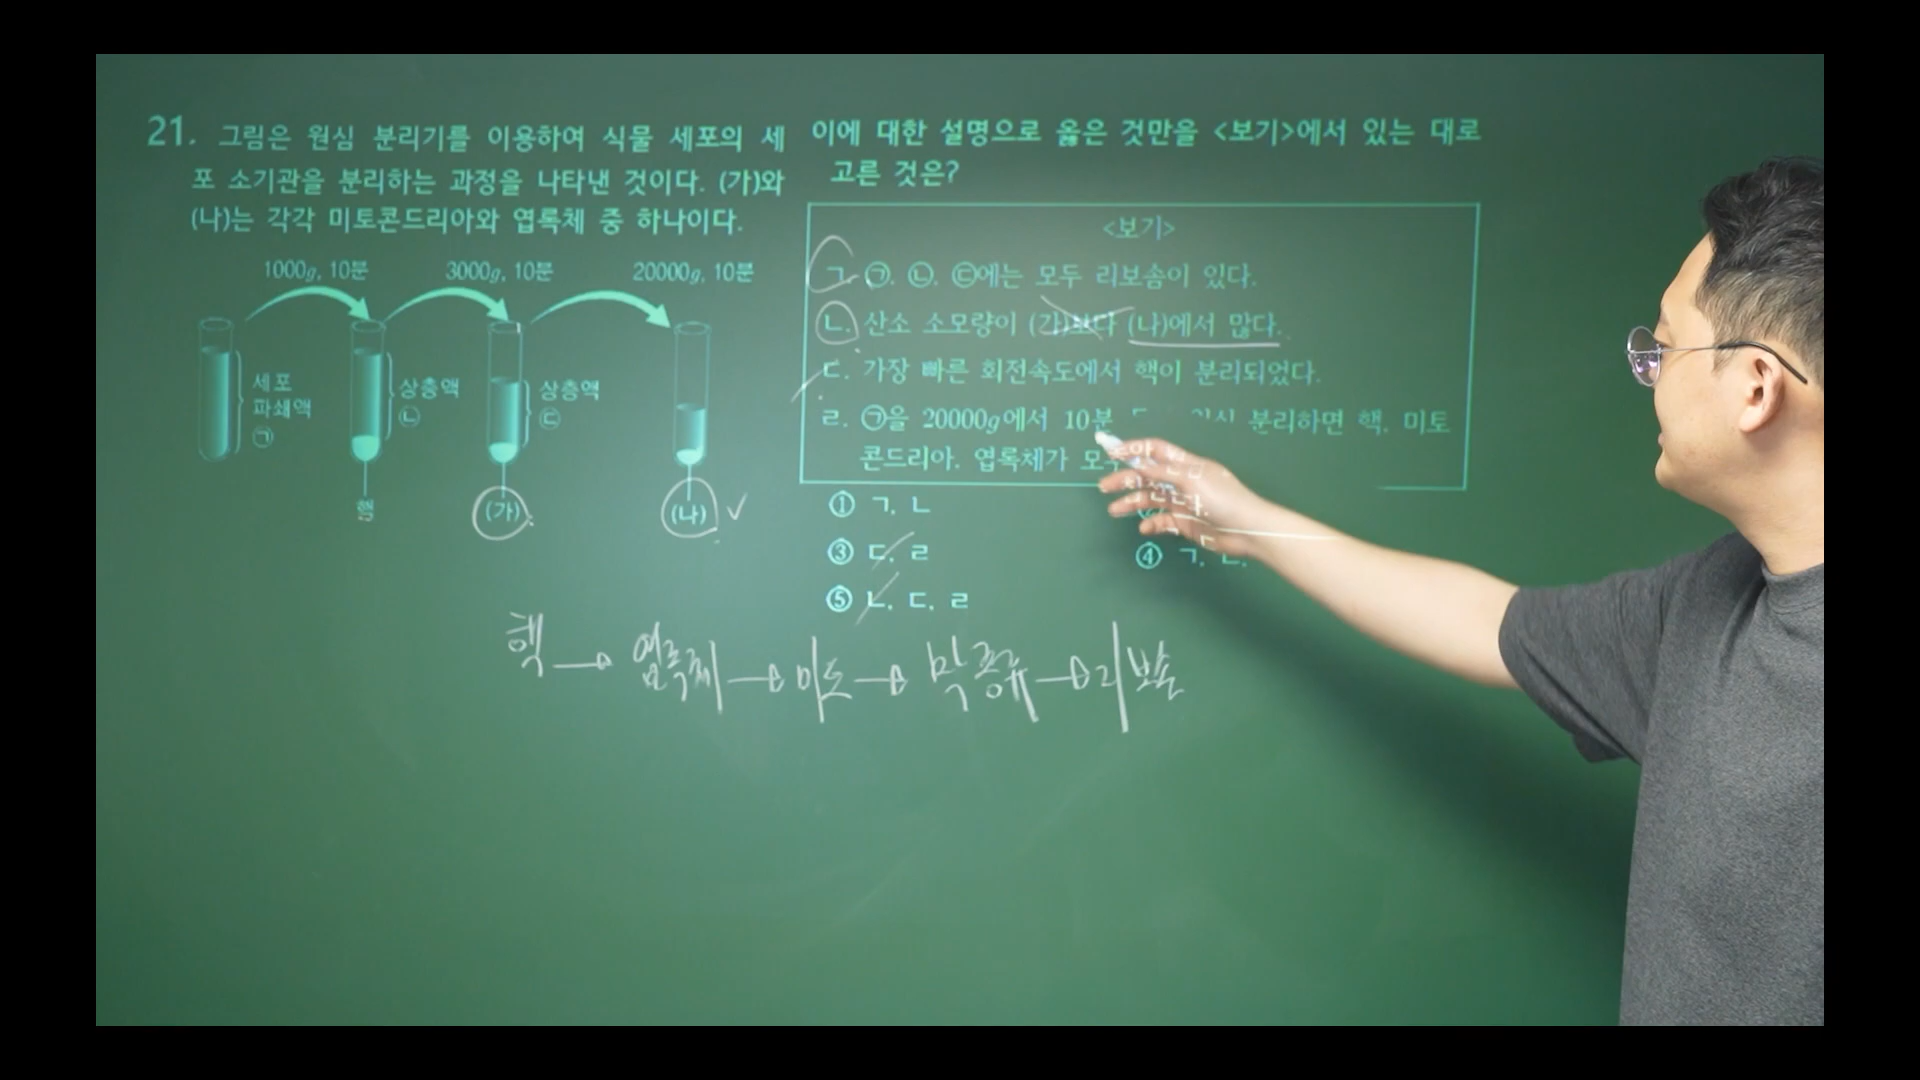 21. 그림은 원심 분리기를 이용하여 식물 세포의 세
포 소기관을 분리하는 과정을 나타낸 것이다. (가)와
(나)는 각각 미토콘드리아와 엽록체 중 하나이다.
1000g, 10분 3000g, 10분 20000g, 10분
세포
파쇄액
㉠
상층액
㉡
상층액
㉢
핵 (가) (나)
이에 대한 설명으로 옳은 것만을 <보기>에서 있는 대로
고른 것은?
<보기>
ㄱ. ㉠, ㉡, ㉢에는 모두 리보솜이 있다.
ㄴ. 산소 소모량이 (가)보다 (나)에서 많다.
ㄷ. 가장 빠른 회전속도에서 핵이 분리되었다.
ㄹ. ㉠을 20000g에서 10분 분리하면 핵, 미토
콘드리아, 엽록체가
① ㄱ, ㄴ
③ ㄷ, ㄹ
④ ㄱ, ㄷ,
⑤ ㄴ, ㄷ, ㄹ
핵 → 엽록체 → 미토 → 막종류 → 리보솜